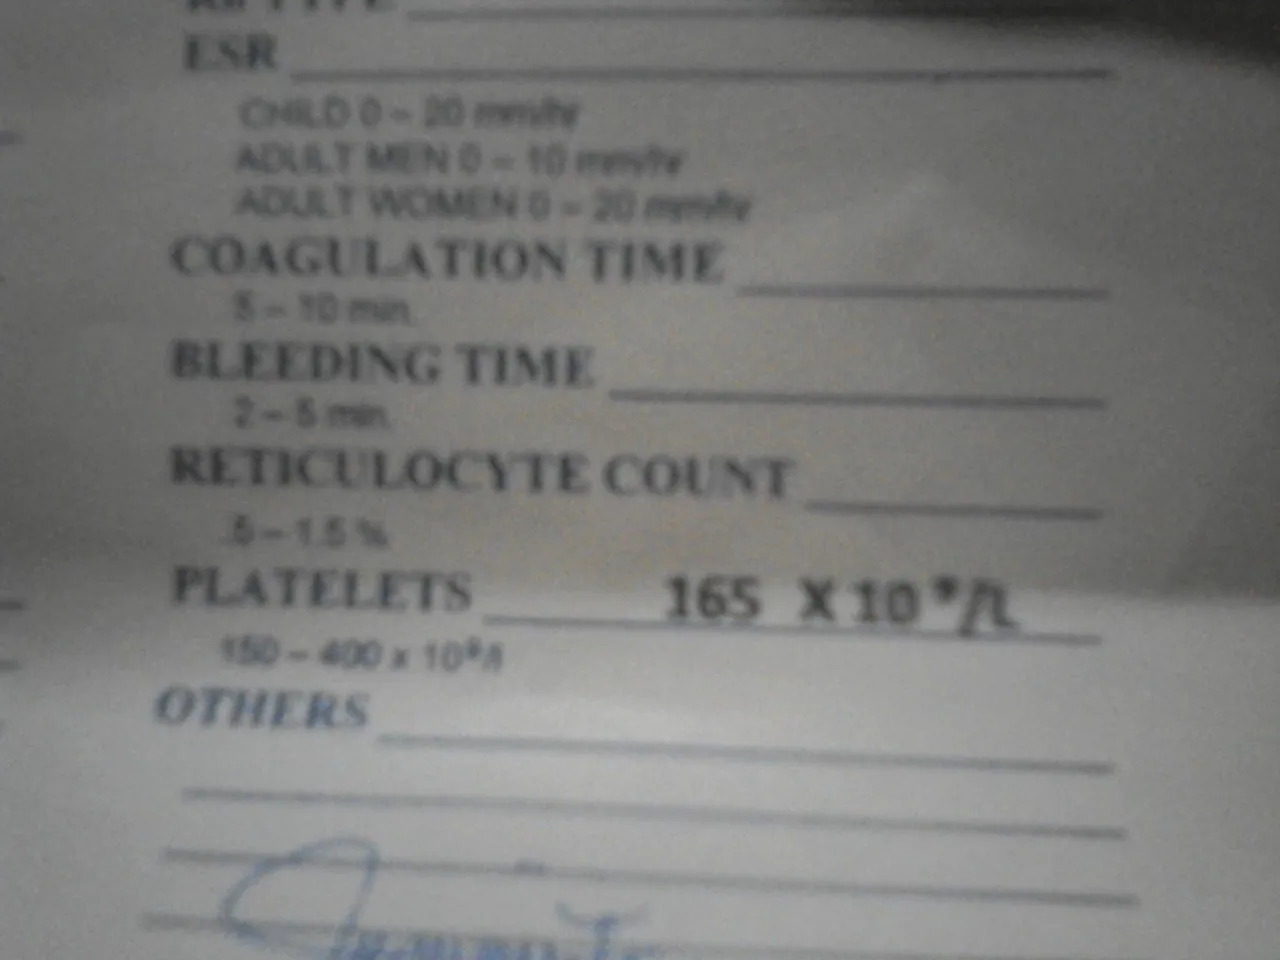 RH TYPE
ESR
CHILD 0 – 20 mm/hr
ADULT MEN 0 – 10 mm/hr
ADULT WOMEN 0 – 20 mm/hr
COAGULATION TIME
5 – 10 min.
BLEEDING TIME
2 – 5 min.
RETICULOCYTE COUNT
.5 – 1.5 %
PLATELETS 165 X 10⁹/L
150 – 400 x 10⁹/l
OTHERS